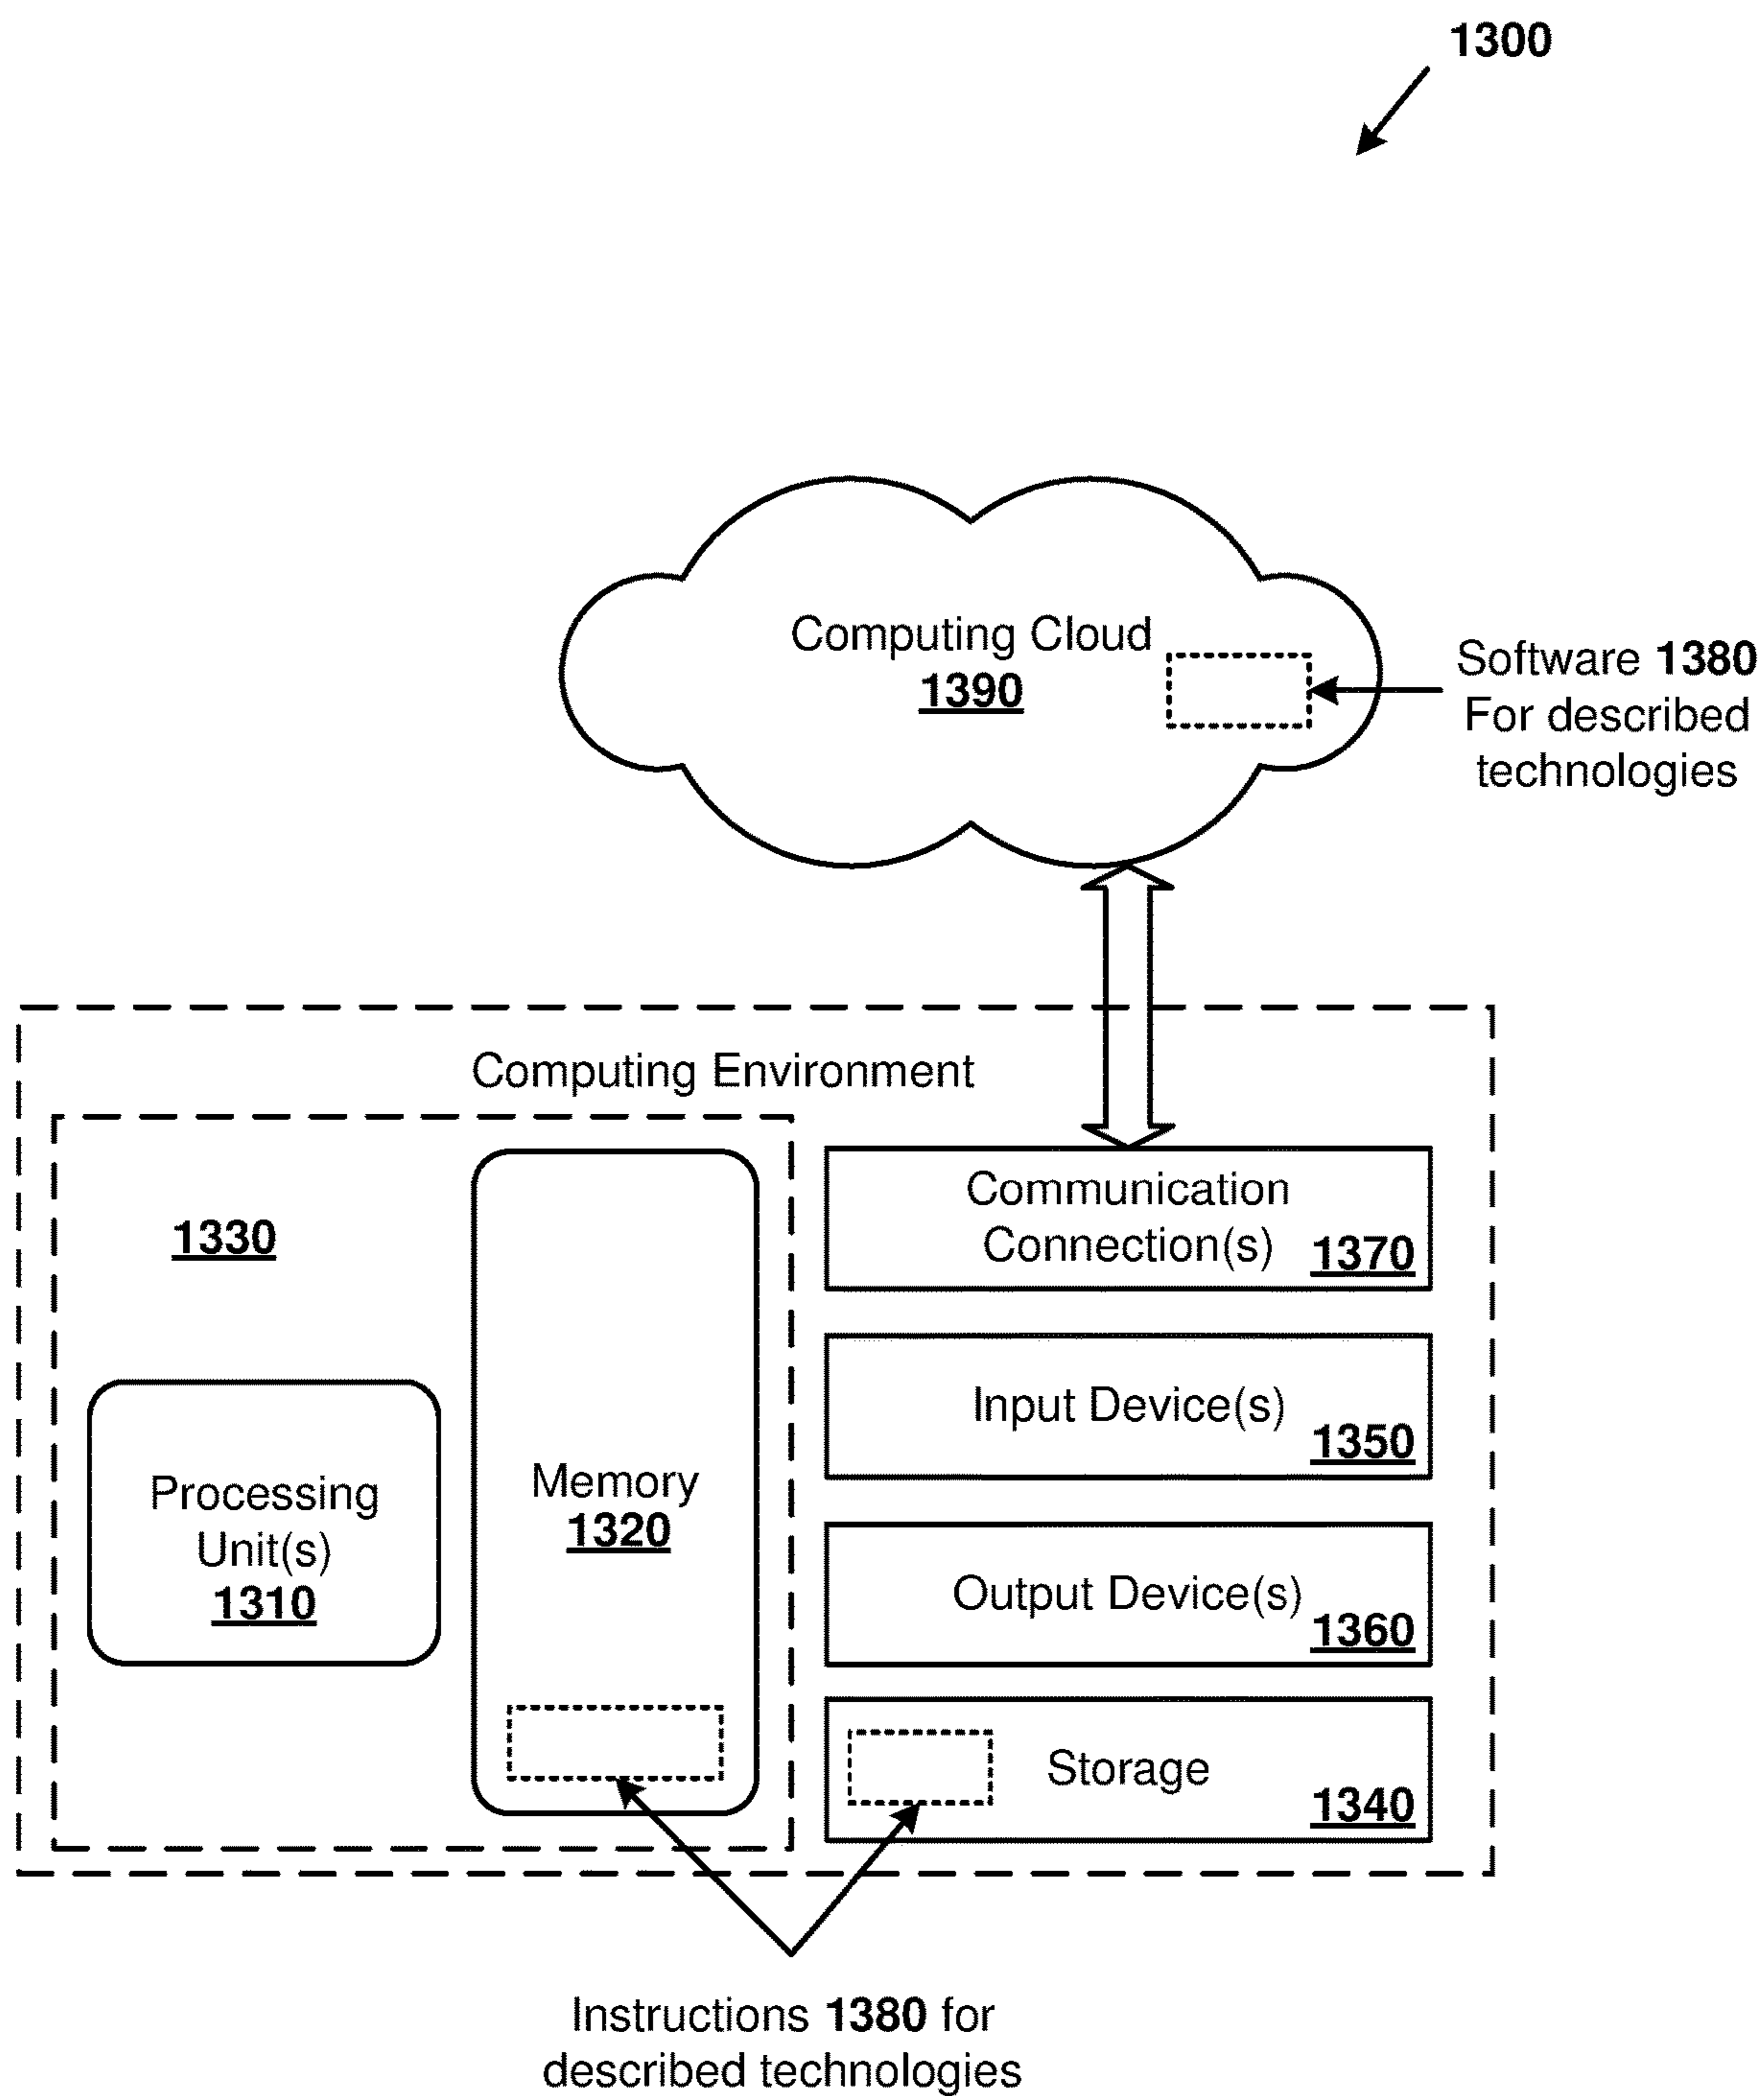 1300
Computing Cloud
1390
Software 1380
For described
technologies
Computing Environment
1330
Processing
Unit(s)
1310
Memory
1320
Communication
Connection(s)
1370
Input Device(s)
1350
Output Device(s)
1360
Storage
1340
Instructions 1380 for
described technologies